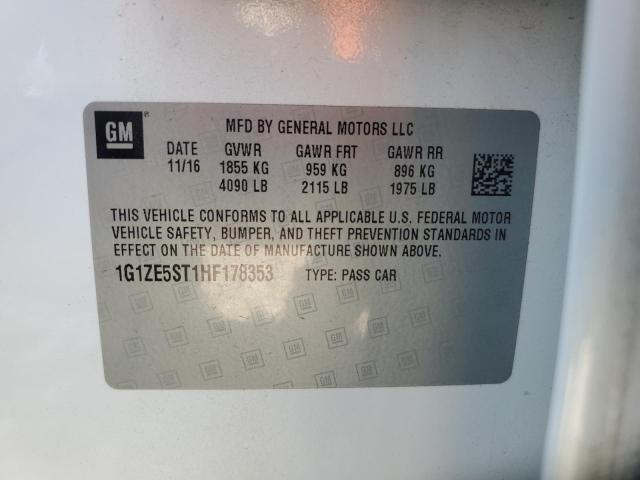 GM ® MFD BY GENERAL MOTORS LLC
DATE GVWR GAWR FRT GAWR RR
11/16 1855 KG 959 KG 896 KG
4090 LB 2115 LB 1975 LB
THIS VEHICLE CONFORMS TO ALL APPLICABLE U.S. FEDERAL MOTOR
VEHICLE SAFETY, BUMPER, AND THEFT PREVENTION STANDARDS IN
EFFECT ON THE DATE OF MANUFACTURE SHOWN ABOVE.
1G1ZE5ST1HF178353 TYPE: PASS CAR